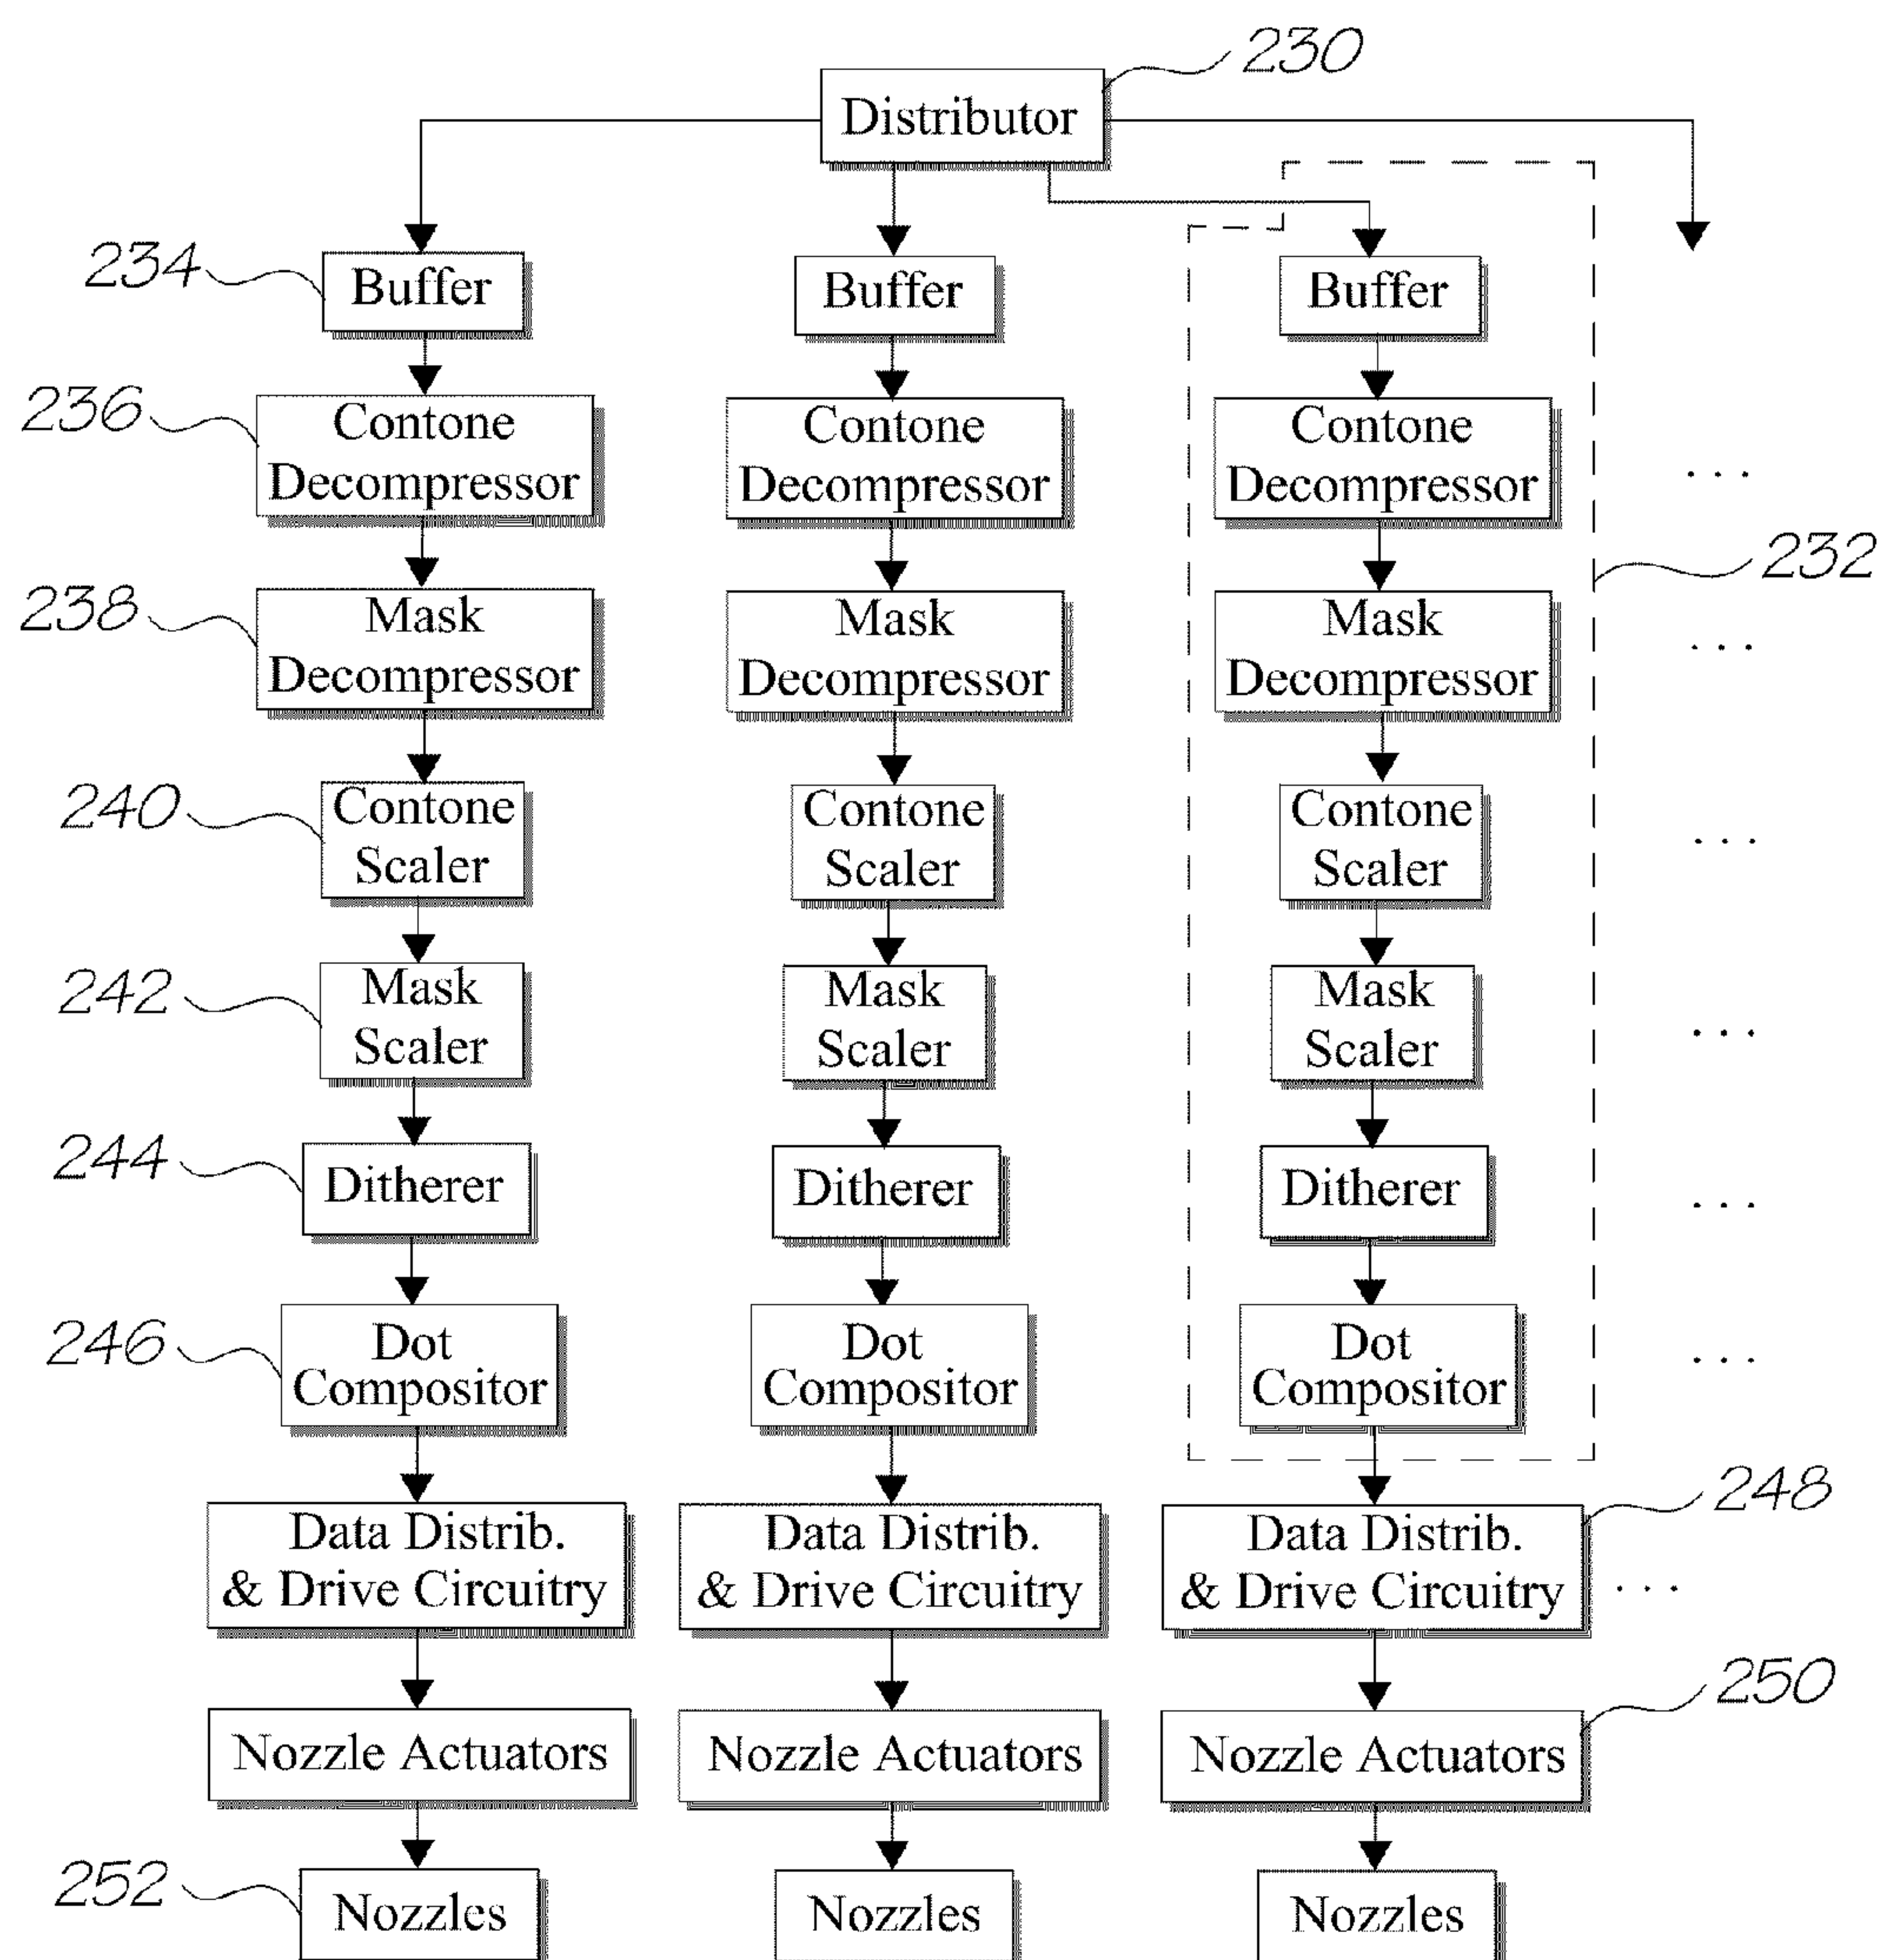 230
Distributor
234
Buffer
Buffer
Buffer
236
Contone
Decompressor
Contone
Decompressor
Contone
Decompressor
. . .
232
238
Mask
Decompressor
Mask
Decompressor
Mask
Decompressor
. . .
240
Contone
Scaler
Contone
Scaler
Contone
Scaler
. . .
242
Mask
Scaler
Mask
Scaler
Mask
Scaler
. . .
244
Ditherer
Ditherer
Ditherer
. . .
246
Dot
Compositor
Dot
Compositor
Dot
Compositor
. . .
248
Data Distrib.
& Drive Circuitry
Data Distrib.
& Drive Circuitry
Data Distrib.
& Drive Circuitry
. . .
250
Nozzle Actuators
Nozzle Actuators
Nozzle Actuators
252
Nozzles
Nozzles
Nozzles